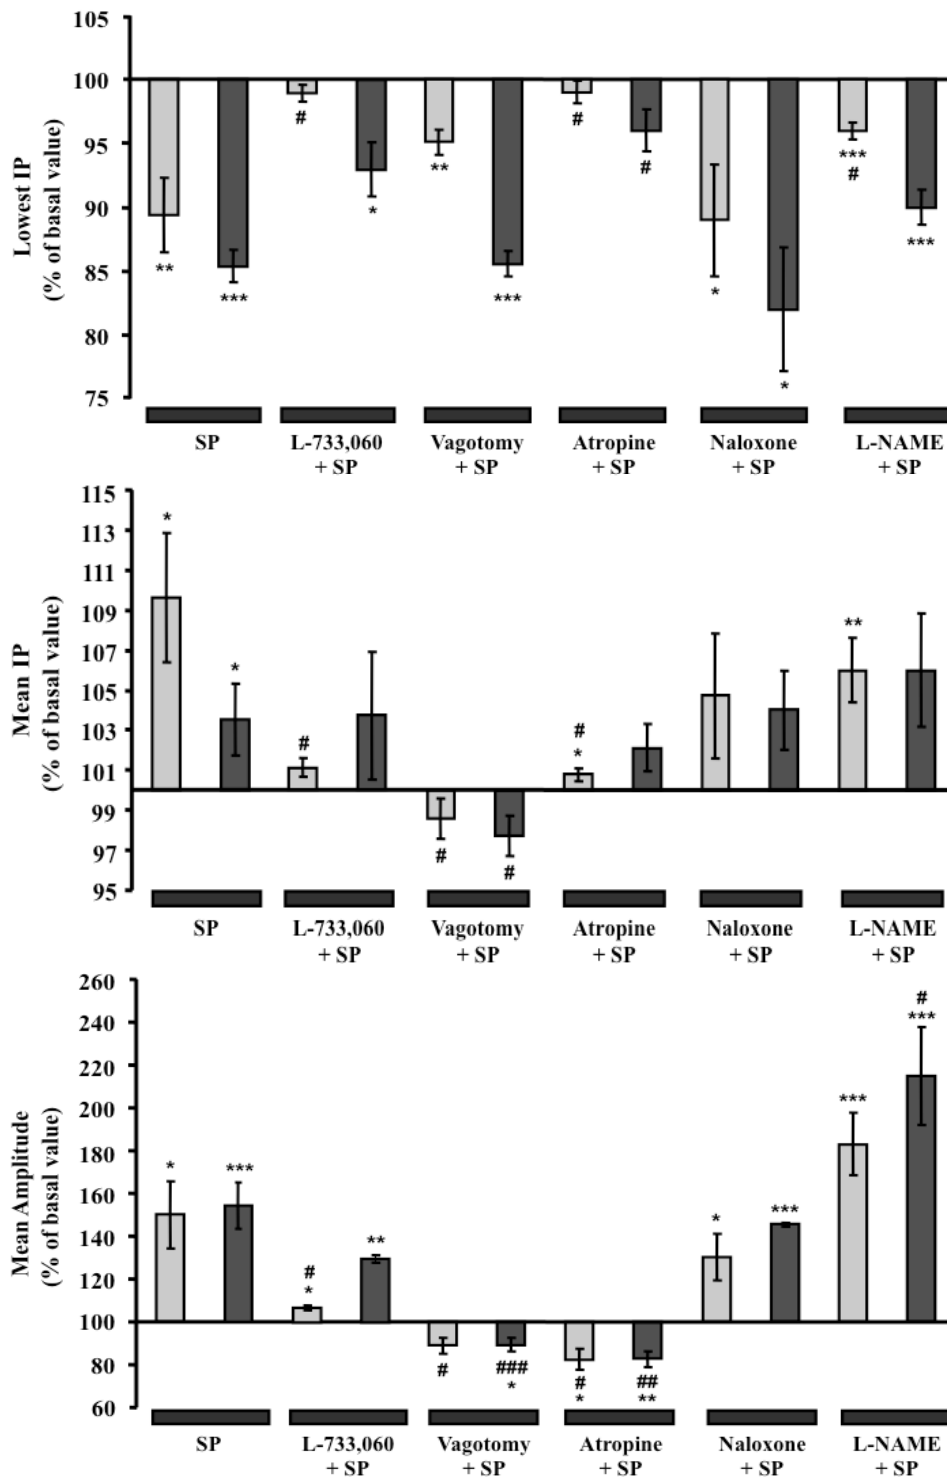 105
100
95
90
85
80
75
Lowest IP
(% of basal value)
#
#
#
**
***
*
**
***
*
*
***
#
***
SP
L-733,060
+ SP
Vagotomy
+ SP
Atropine
+ SP
Naloxone
+ SP
L-NAME
+ SP
115
113
111
109
107
105
103
101
99
97
95
Mean IP
(% of basal value)
*
*
#
#
#
#
*
**
SP
L-733,060
+ SP
Vagotomy
+ SP
Atropine
+ SP
Naloxone
+ SP
L-NAME
+ SP
260
240
220
200
180
160
140
120
100
80
60
Mean Amplitude
(% of basal value)
*
***
#
*
**
#
###
*
#
*
##
**
*
***
***
#
***
SP
L-733,060
+ SP
Vagotomy
+ SP
Atropine
+ SP
Naloxone
+ SP
L-NAME
+ SP